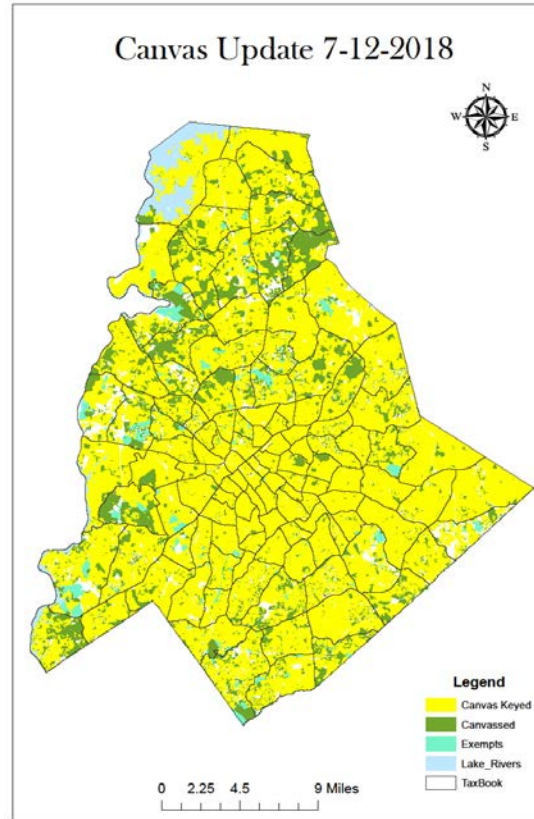 Canvas Update 7-12-2018
N
W E
S
Legend
Canvas Keyed
Canvassed
Exempts
Lake_Rivers
TaxBook
0 2.25 4.5 9 Miles